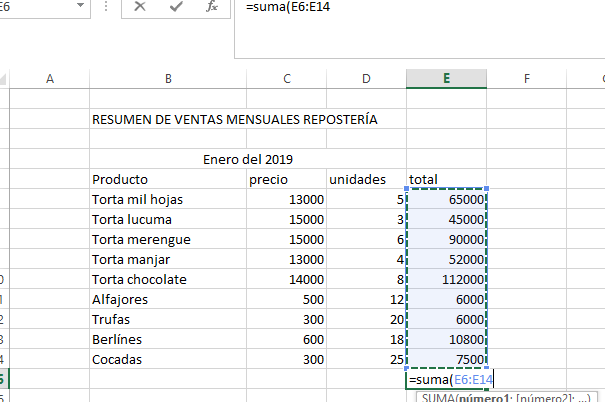 E6 fx =suma(E6:E14
A B C D E F
RESUMEN DE VENTAS MENSUALES REPOSTERÍA
Enero del 2019
Producto precio unidades total
Torta mil hojas 13000 5 65000
Torta lucuma 15000 3 45000
Torta merengue 15000 6 90000
Torta manjar 13000 4 52000
0 Torta chocolate 14000 8 112000
1 Alfajores 500 12 6000
2 Trufas 300 20 6000
3 Berlínes 600 18 10800
4 Cocadas 300 25 7500
5 =suma(E6:E14
SUMA(número1; [número2]; ...)